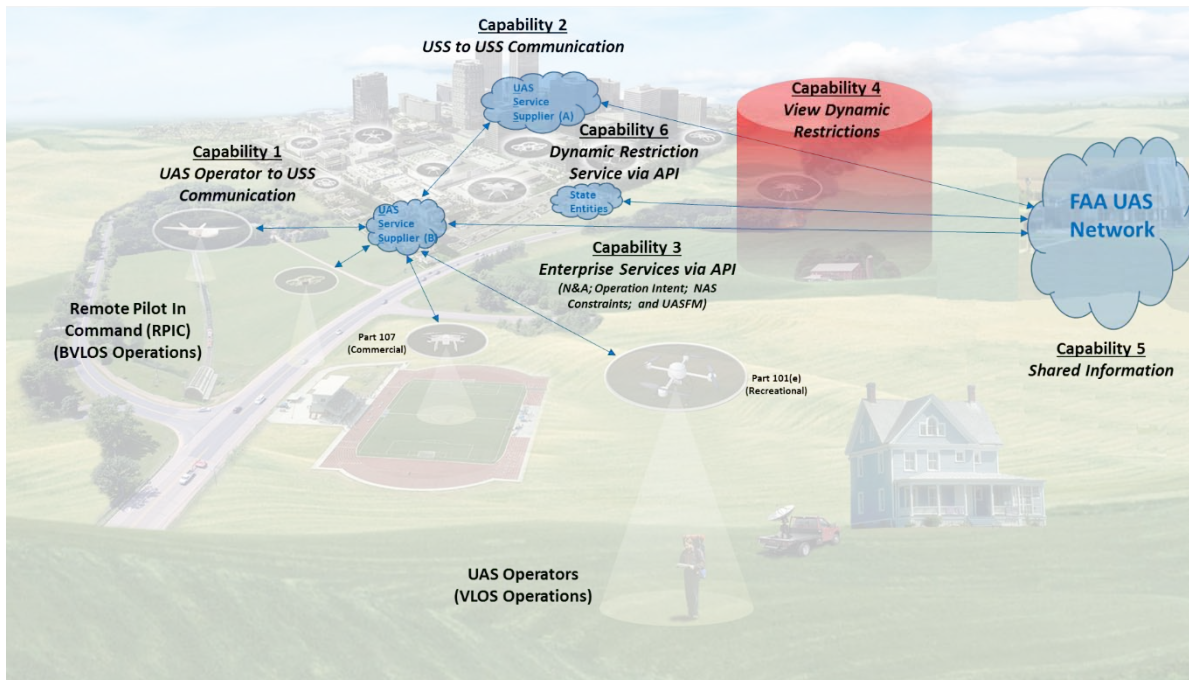 Capability 2
USS to USS Communication
UAS
Service
Supplier (A)
Capability 4
View Dynamic
Restrictions
Capability 6
Dynamic Restriction
Service via API
Capability 1
UAS Operator to USS
Communication
State
Entities
FAA UAS
Network
UAS
Service
Supplier (B)
Capability 3
Enterprise Services via API
(N&A; Operation Intent; NAS
Constraints; and UASFM)
Remote Pilot In
Command (RPIC)
(BVLOS Operations)
Part 107
(Commercial)
Capability 5
Shared Information
Part 101(e)
(Recreational)
UAS Operators
(VLOS Operations)